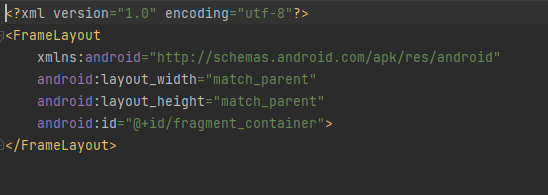 <?xml version="1.0" encoding="utf-8"?>
<FrameLayout
    xmlns:android="http://schemas.android.com/apk/res/android"
    android:layout_width="match_parent"
    android:layout_height="match_parent"
    android:id="@+id/fragment_container">
</FrameLayout>